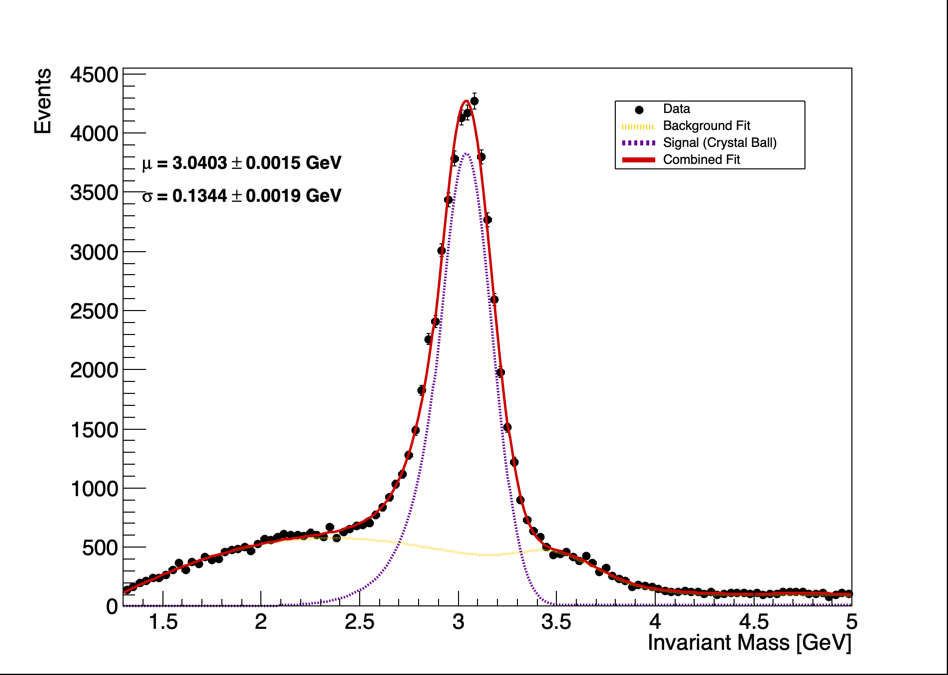 Events
4500
4000
3500
3000
2500
2000
1500
1000
500
0
μ = 3.0403 ± 0.0015 GeV
σ = 0.1344 ± 0.0019 GeV
Data
Background Fit
Signal (Crystal Ball)
Combined Fit
1.5 2 2.5 3 3.5 4 4.5 5
Invariant Mass [GeV]